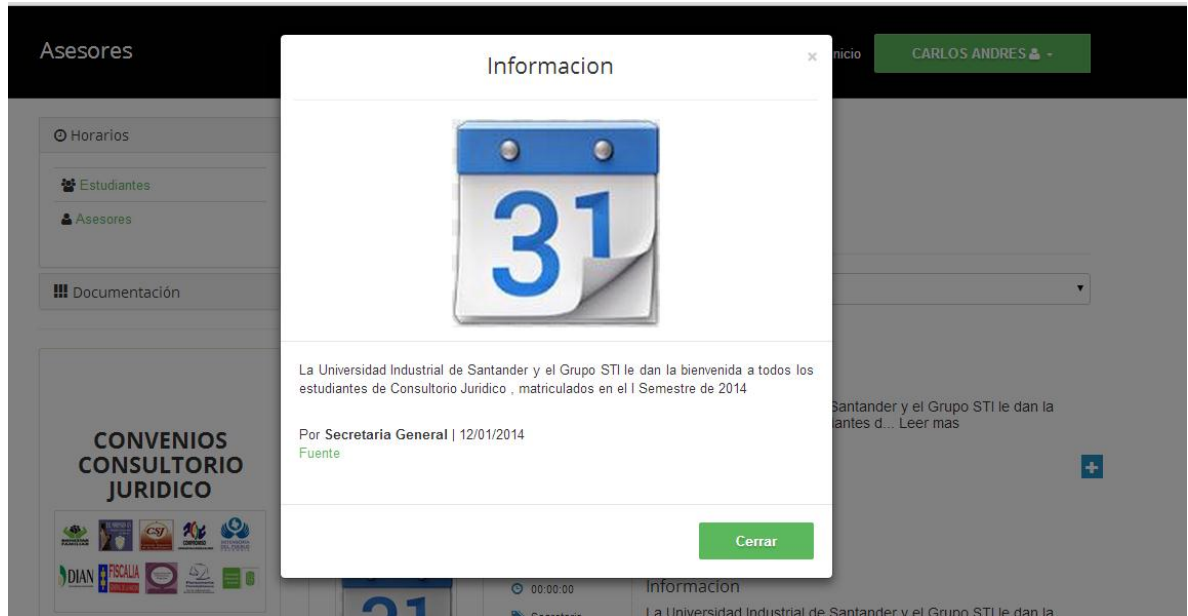 Asesores
nicio
CARLOS ANDRES
Informacion
×
Horarios
Estudiantes
Asesores
Documentación
31
La Universidad Industrial de Santander y el Grupo STI le dan la bienvenida a todos los
estudiantes de Consultorio Juridico , matriculados en el I Semestre de 2014
Por Secretaria General | 12/01/2014
Fuente
Cerrar
CONVENIOS
CONSULTORIO
JURIDICO
CSJ
DIAN
FISCALIA
Santander y el Grupo STI le dan la
iantes d... Leer mas
31
00:00:00
Secretaria
Informacion
La Universidad Industrial de Santander y el Grupo STI le dan la